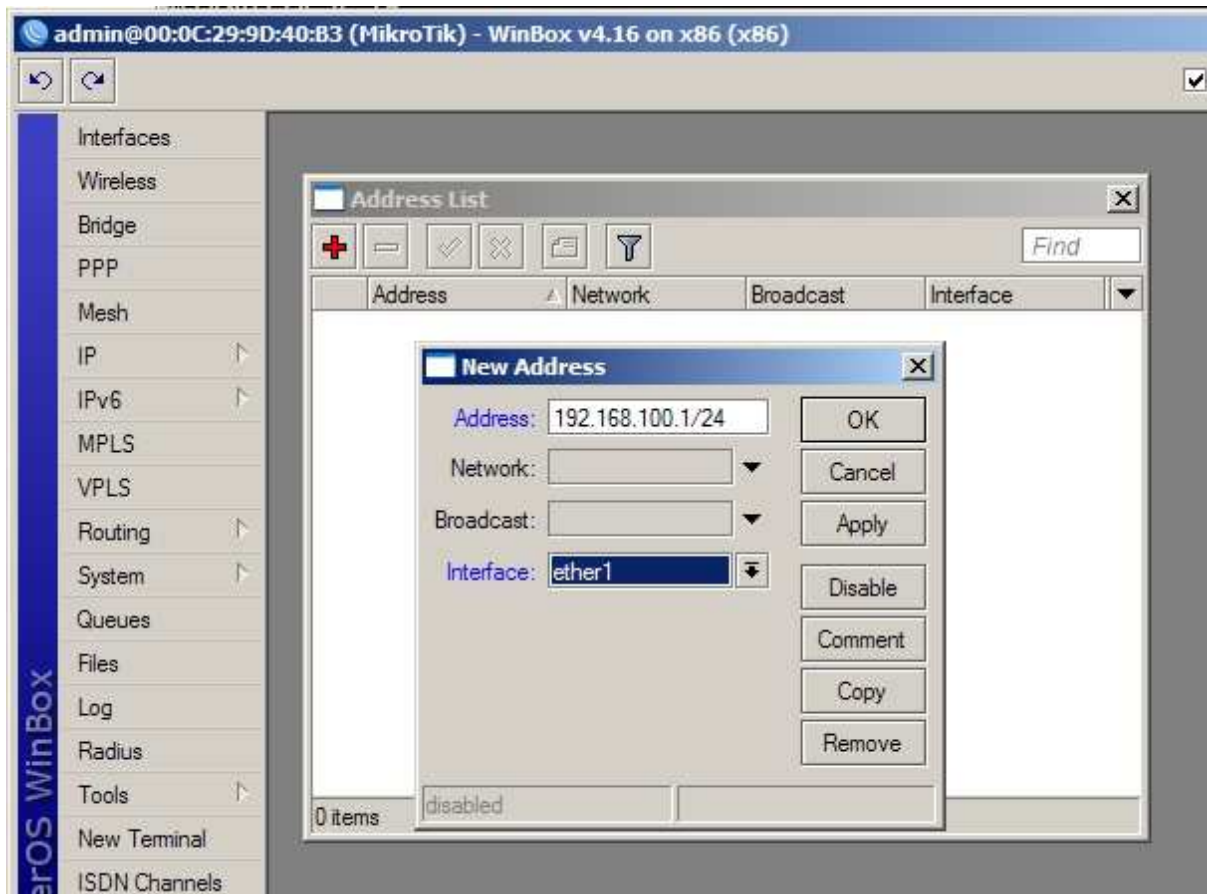 admin@00:0C:29:9D:40:B3 (MikroTik) - WinBox v4.16 on x86 (x86)
Interfaces
Wireless
Bridge
PPP
Mesh
IP
IPv6
MPLS
VPLS
Routing
System
Queues
Files
Log
Radius
Tools
New Terminal
ISDN Channels
erOS WinBox
Address List
Find
Address Network Broadcast Interface
New Address
Address: 192.168.100.1/24
Network:
Broadcast:
Interface: ether1
OK
Cancel
Apply
Disable
Comment
Copy
Remove
disabled
0 items